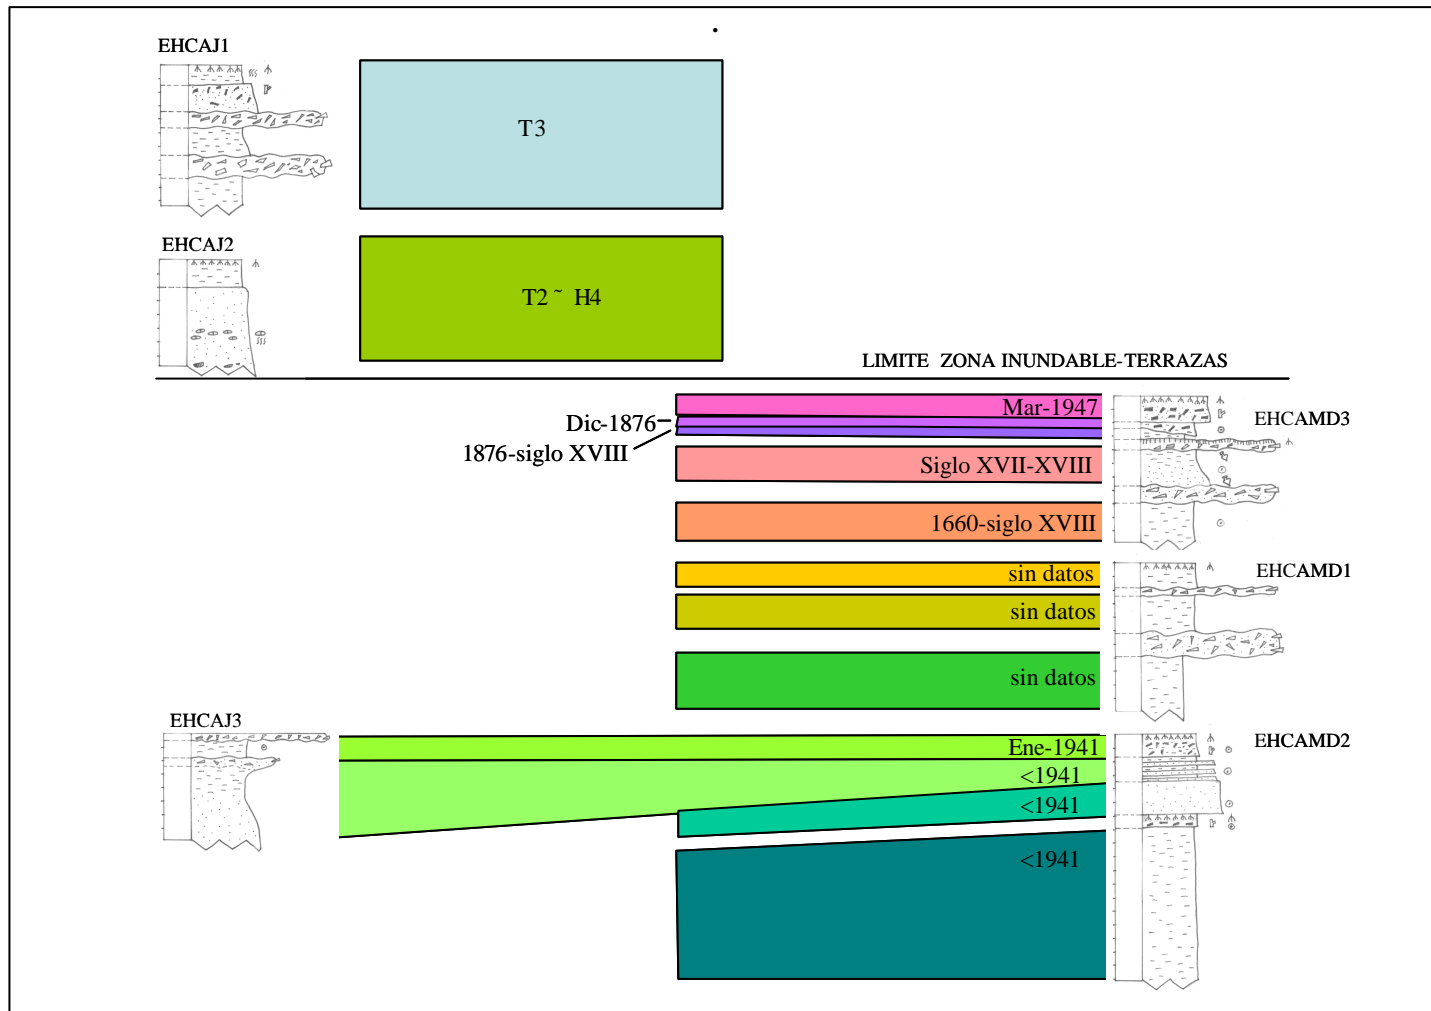 EHCAJ1
T3
EHCAJ2
T2 ~ H4
LIMITE ZONA INUNDABLE-TERRAZAS
Mar-1947
Dic-1876
EHCAMD3
1876-siglo XVIII
Siglo XVII-XVIII
1660-siglo XVIII
sin datos
EHCAMD1
sin datos
sin datos
EHCAJ3
Ene-1941
EHCAMD2
<1941
<1941
<1941